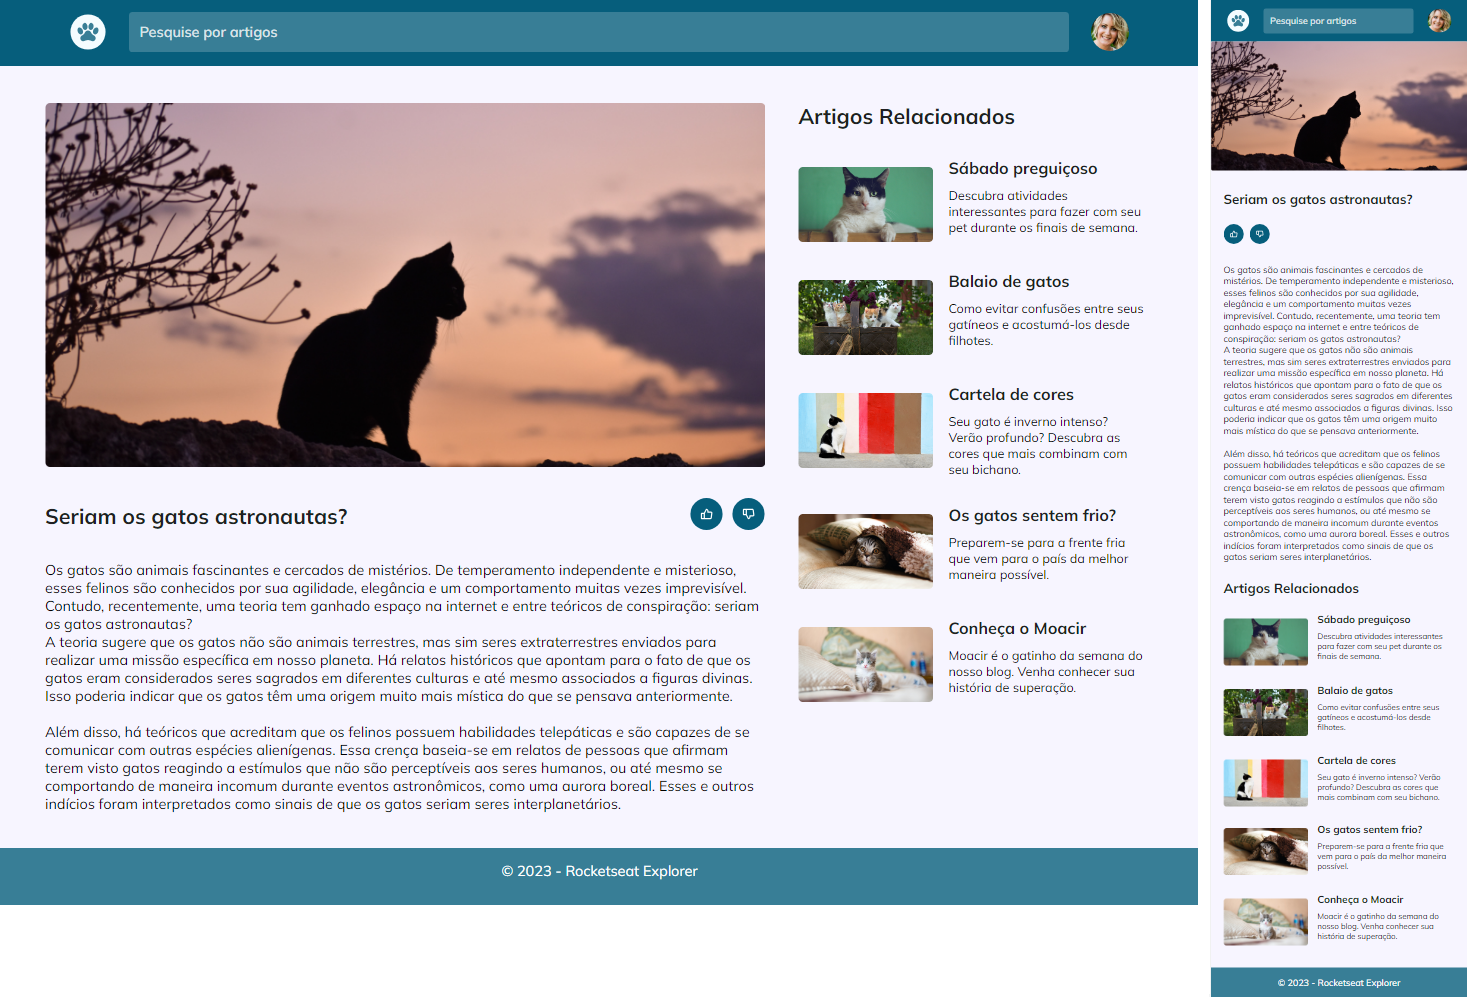 Pesquise por artigos
Seriam os gatos astronautas?
Os gatos são animais fascinantes e cercados de mistérios. De temperamento independente e misterioso,
esses felinos são conhecidos por sua agilidade, elegância e um comportamento muitas vezes imprevisível.
Contudo, recentemente, uma teoria tem ganhado espaço na internet e entre teóricos de conspiração: seriam
os gatos astronautas?
A teoria sugere que os gatos não são animais terrestres, mas sim seres extraterrestres enviados para
realizar uma missão específica em nosso planeta. Há relatos históricos que apontam para o fato de que os
gatos eram considerados seres sagrados em diferentes culturas e até mesmo associados a figuras divinas.
Isso poderia indicar que os gatos têm uma origem muito mais mística do que se pensava anteriormente.
Além disso, há teóricos que acreditam que os felinos possuem habilidades telepáticas e são capazes de se
comunicar com outras espécies alienígenas. Essa crença baseia-se em relatos de pessoas que afirmam
terem visto gatos reagindo a estímulos que não são perceptíveis aos seres humanos, ou até mesmo se
comportando de maneira incomum durante eventos astronômicos, como uma aurora boreal. Esses e outros
indícios foram interpretados como sinais de que os gatos seriam seres interplanetários.
Artigos Relacionados
Sábado preguiçoso
Descubra atividades
interessantes para fazer com seu
pet durante os finais de semana.
Balaio de gatos
Como evitar confusões entre seus
gatíneos e acostumá-los desde
filhotes.
Cartela de cores
Seu gato é inverno intenso?
Verão profundo? Descubra as
cores que mais combinam com
seu bichano.
Os gatos sentem frio?
Preparem-se para a frente fria
que vem para o país da melhor
maneira possível.
Conheça o Moacir
Moacir é o gatinho da semana do
nosso blog. Venha conhecer sua
história de superação.
© 2023 - Rocketseat Explorer
Pesquise por artigos
Seriam os gatos astronautas?
Os gatos são animais fascinantes e cercados de
mistérios. De temperamento independente e misterioso,
esses felinos são conhecidos por sua agilidade,
elegância e um comportamento muitas vezes
imprevisível. Contudo, recentemente, uma teoria tem
ganhado espaço na internet e entre teóricos de
conspiração: seriam os gatos astronautas?
A teoria sugere que os gatos não são animais
terrestres, mas sim seres extraterrestres enviados para
realizar uma missão específica em nosso planeta. Há
relatos históricos que apontam para o fato de que os
gatos eram considerados seres sagrados em diferentes
culturas e até mesmo associados a figuras divinas. Isso
poderia indicar que os gatos têm uma origem muito
mais mística do que se pensava anteriormente.
Além disso, há teóricos que acreditam que os felinos
possuem habilidades telepáticas e são capazes de se
comunicar com outras espécies alienígenas. Essa
crença baseia-se em relatos de pessoas que afirmam
terem visto gatos reagindo a estímulos que não são
perceptíveis aos seres humanos, ou até mesmo se
comportando de maneira incomum durante eventos
astronômicos, como uma aurora boreal. Esses e outros
indícios foram interpretados como sinais de que os
gatos seriam seres interplanetários.
Artigos Relacionados
Sábado preguiçoso
Descubra atividades interessantes
para fazer com seu pet durante os
finais de semana.
Balaio de gatos
Como evitar confusões entre seus
gatíneos e acostumá-los desde
filhotes.
Cartela de cores
Seu gato é inverno intenso? Verão
profundo? Descubra as cores que
mais combinam com seu bichano.
Os gatos sentem frio?
Preparem-se para a frente fria que
vem para o país da melhor maneira
possível.
Conheça o Moacir
Moacir é o gatinho da semana do
nosso blog. Venha conhecer sua
história de superação.
© 2023 - Rocketseat Explorer